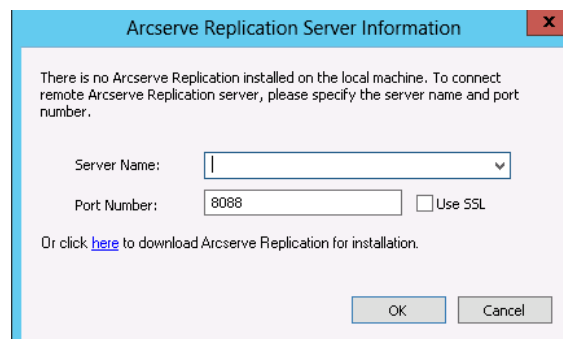 Arcserve Replication Server Information
x
There is no Arcserve Replication installed on the local machine. To connect
remote Arcserve Replication server, please specify the server name and port
number.
Server Name:
Port Number: 8088 Use SSL
Or click here to download Arcserve Replication for installation.
OK Cancel